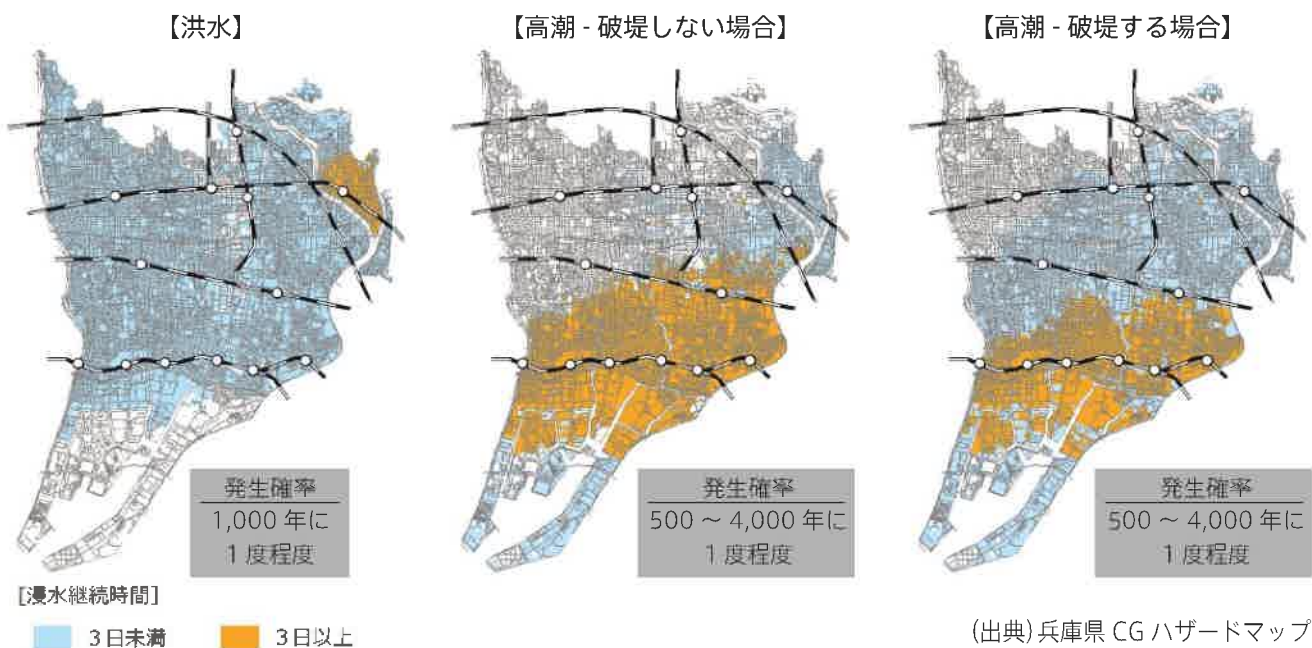 【洪水】
【高潮 - 破堤しない場合】
【高潮 - 破堤する場合】
発生確率
1,000 年に
1 度程度
発生確率
500 ～ 4,000 年に
1 度程度
発生確率
500 ～ 4,000 年に
1 度程度
[浸水継続時間]
3日未満
3日以上
(出典) 兵庫県 CG ハザードマップ